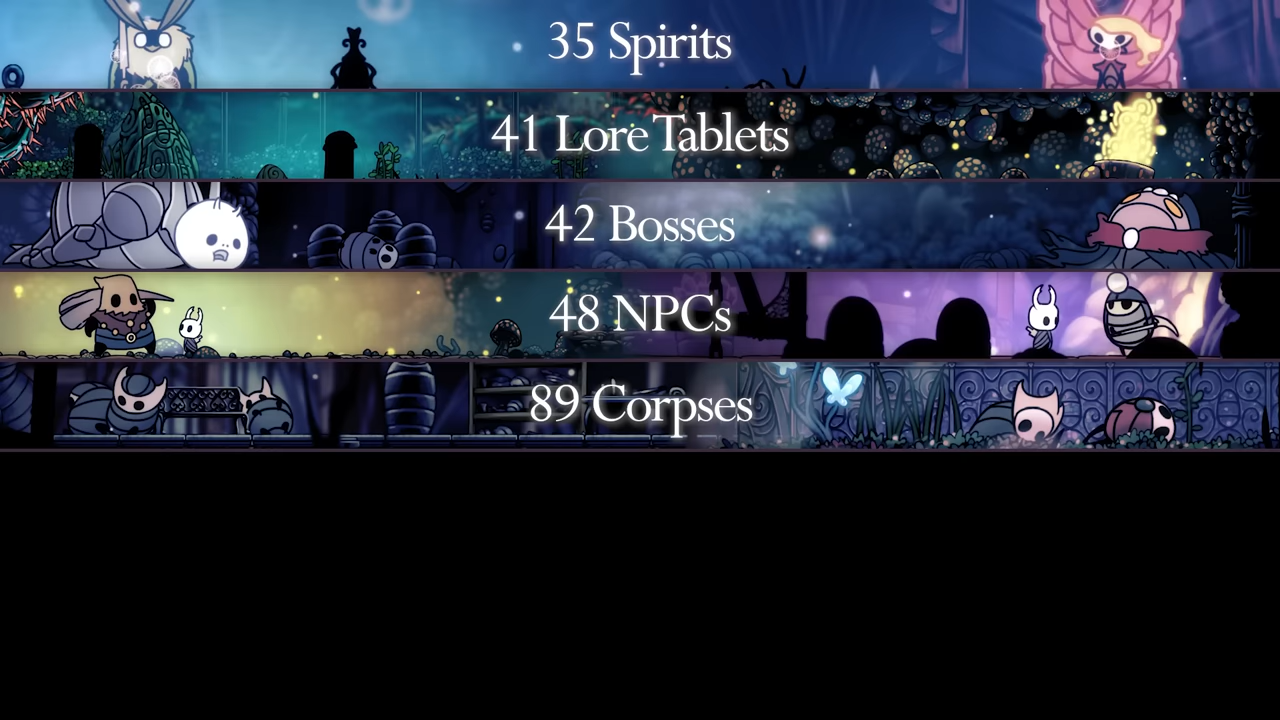 35 Spirits
41 Lore Tablets
42 Bosses
48 NPCs
89 Corpses